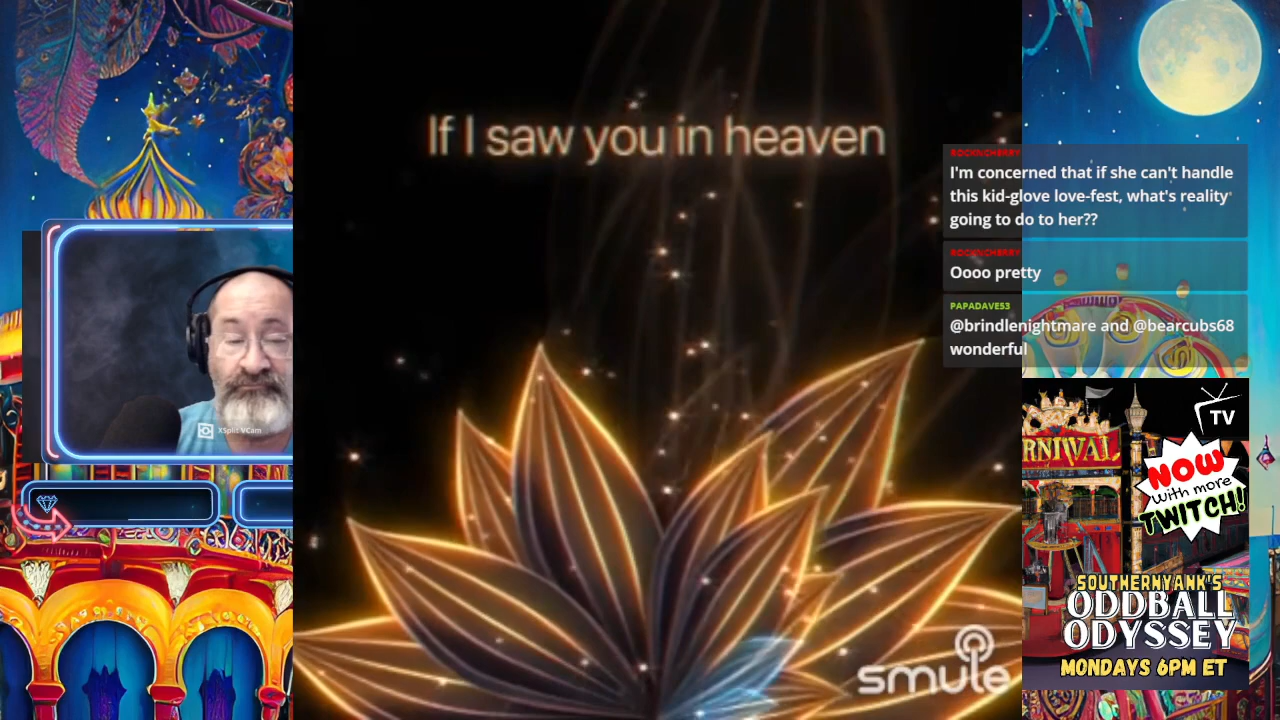 If I saw you in heaven
ROCKNCHERRY
I'm concerned that if she can't handle
this kid-glove love-fest, what's reality
going to do to her??
ROCKNCHERRY
Oooo pretty
PAPADAVE53
@brindlenightmare and @bearcubs68
wonderful
XSplit VCam
TV
RNIVAL
NOW
with more
TWITCH!
SOUTHERNYANK'S
ODDBALL
ODYSSEY
MONDAYS 6PM ET
smule